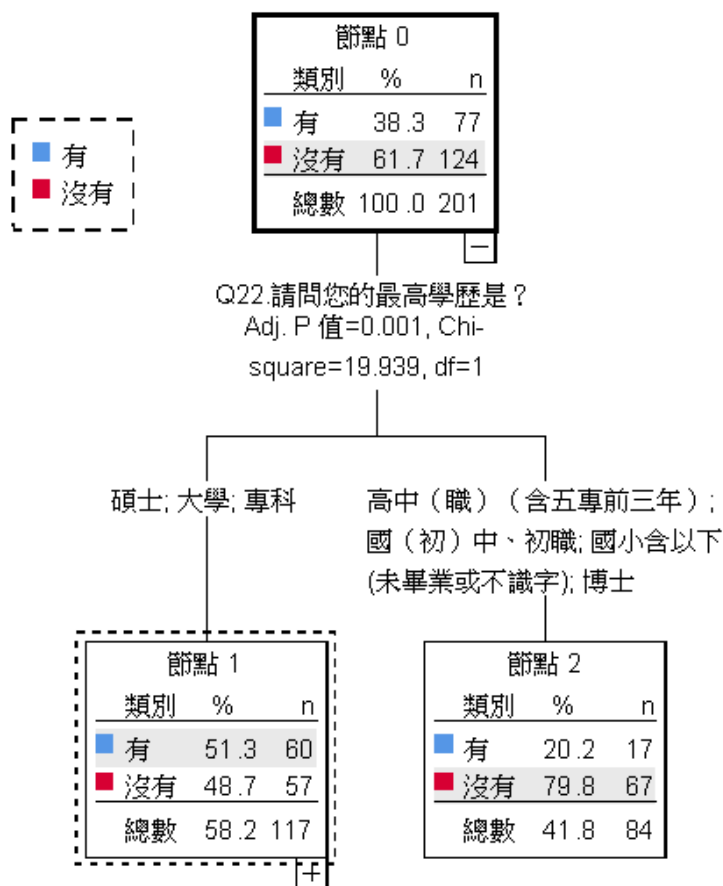 節點 0
類別 % n
有 38.3 77
沒有 61.7 124
總數 100.0 201
有
沒有
Q22.請問您的最高學歷是？
Adj. P 值=0.001, Chi-
square=19.939, df=1
碩士; 大學; 專科
高中（職）（含五專前三年）;
國（初）中、初職; 國小含以下
(未畢業或不識字); 博士
節點 1
類別 % n
有 51.3 60
沒有 48.7 57
總數 58.2 117
節點 2
類別 % n
有 20.2 17
沒有 79.8 67
總數 41.8 84